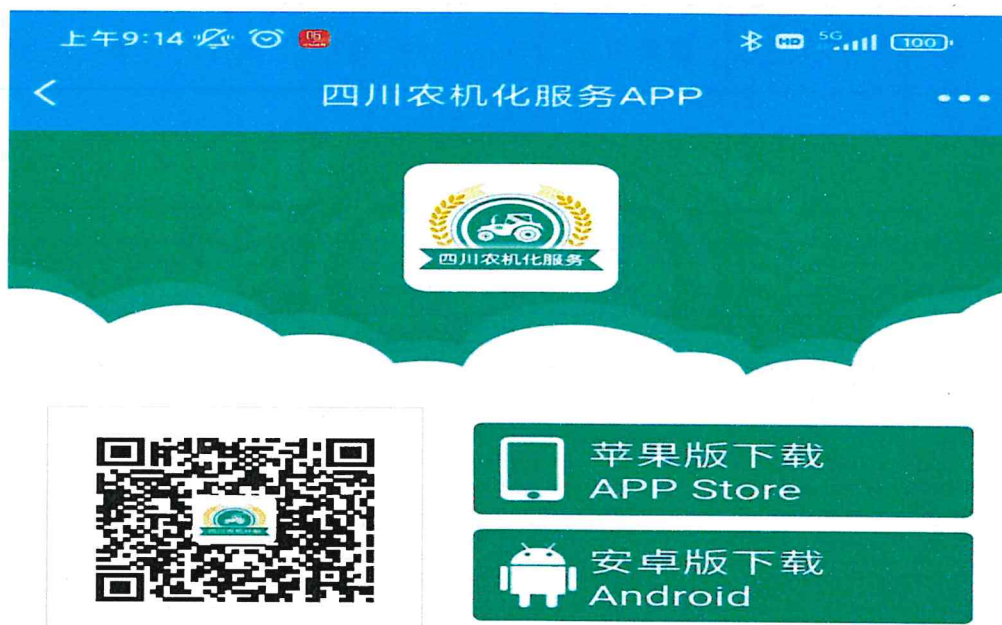 上午9:14
HD 5G 100
四川农机化服务APP
四川农机化服务
苹果版下载
APP Store
安卓版下载
Android